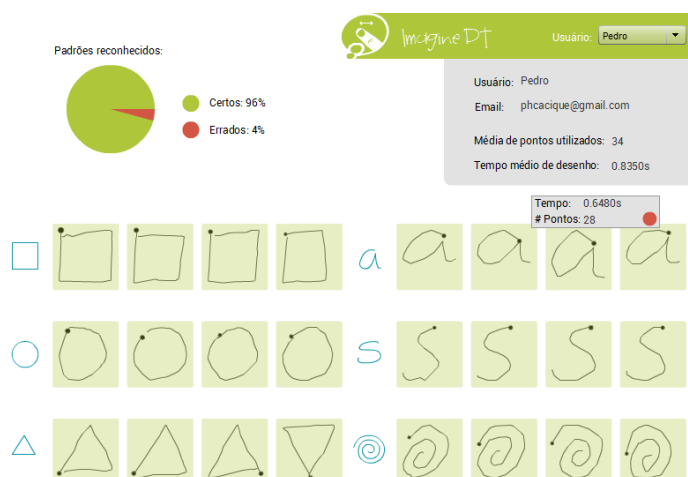 Imagine DT
Usuário: Pedro
Padrões reconhecidos:
Certos: 96%
Errados: 4%
Usuário: Pedro
Email: phcacique@gmail.com
Média de pontos utilizados: 34
Tempo médio de desenho: 0.8350s
Tempo: 0.6480s
# Pontos: 28
a a a a a
s s s s s